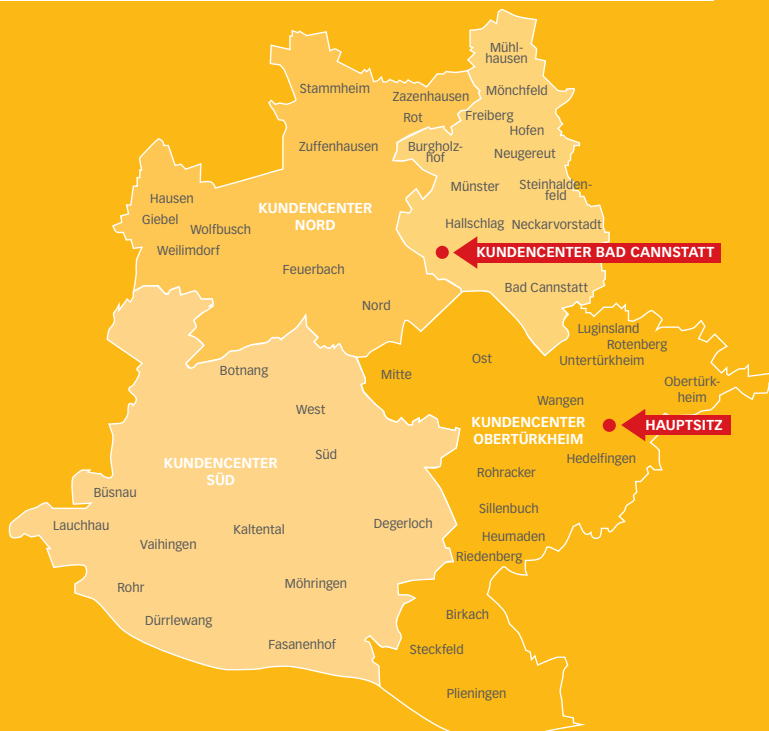 Mühl-
hausen
Stammheim
Mönchfeld
Zazenhausen
Rot
Freiberg
Hofen
Zuffenhausen
Burgholz-
hof
Neugereut
Münster
Steinhalden-
feld
Hausen
Giebel
Wolfbusch
Weilimdorf
KUNDENCENTER
NORD
Hallschlag
Neckarvorstadt
KUNDENCENTER BAD CANNSTATT
Feuerbach
Bad Cannstatt
Nord
Luginsland
Rotenberg
Untertürkheim
Ost
Botnang
Mitte
Obertürk-
heim
West
Wangen
KUNDENCENTER
OBERTÜRKHEIM
HAUPTSITZ
Süd
KUNDENCENTER
SÜD
Hedelfingen
Rohracker
Büsnau
Sillenbuch
Lauchhau
Kaltental
Degerloch
Vaihingen
Heumaden
Riedenberg
Rohr
Möhringen
Dürrlewang
Birkach
Fasanenhof
Steckfeld
Plieningen